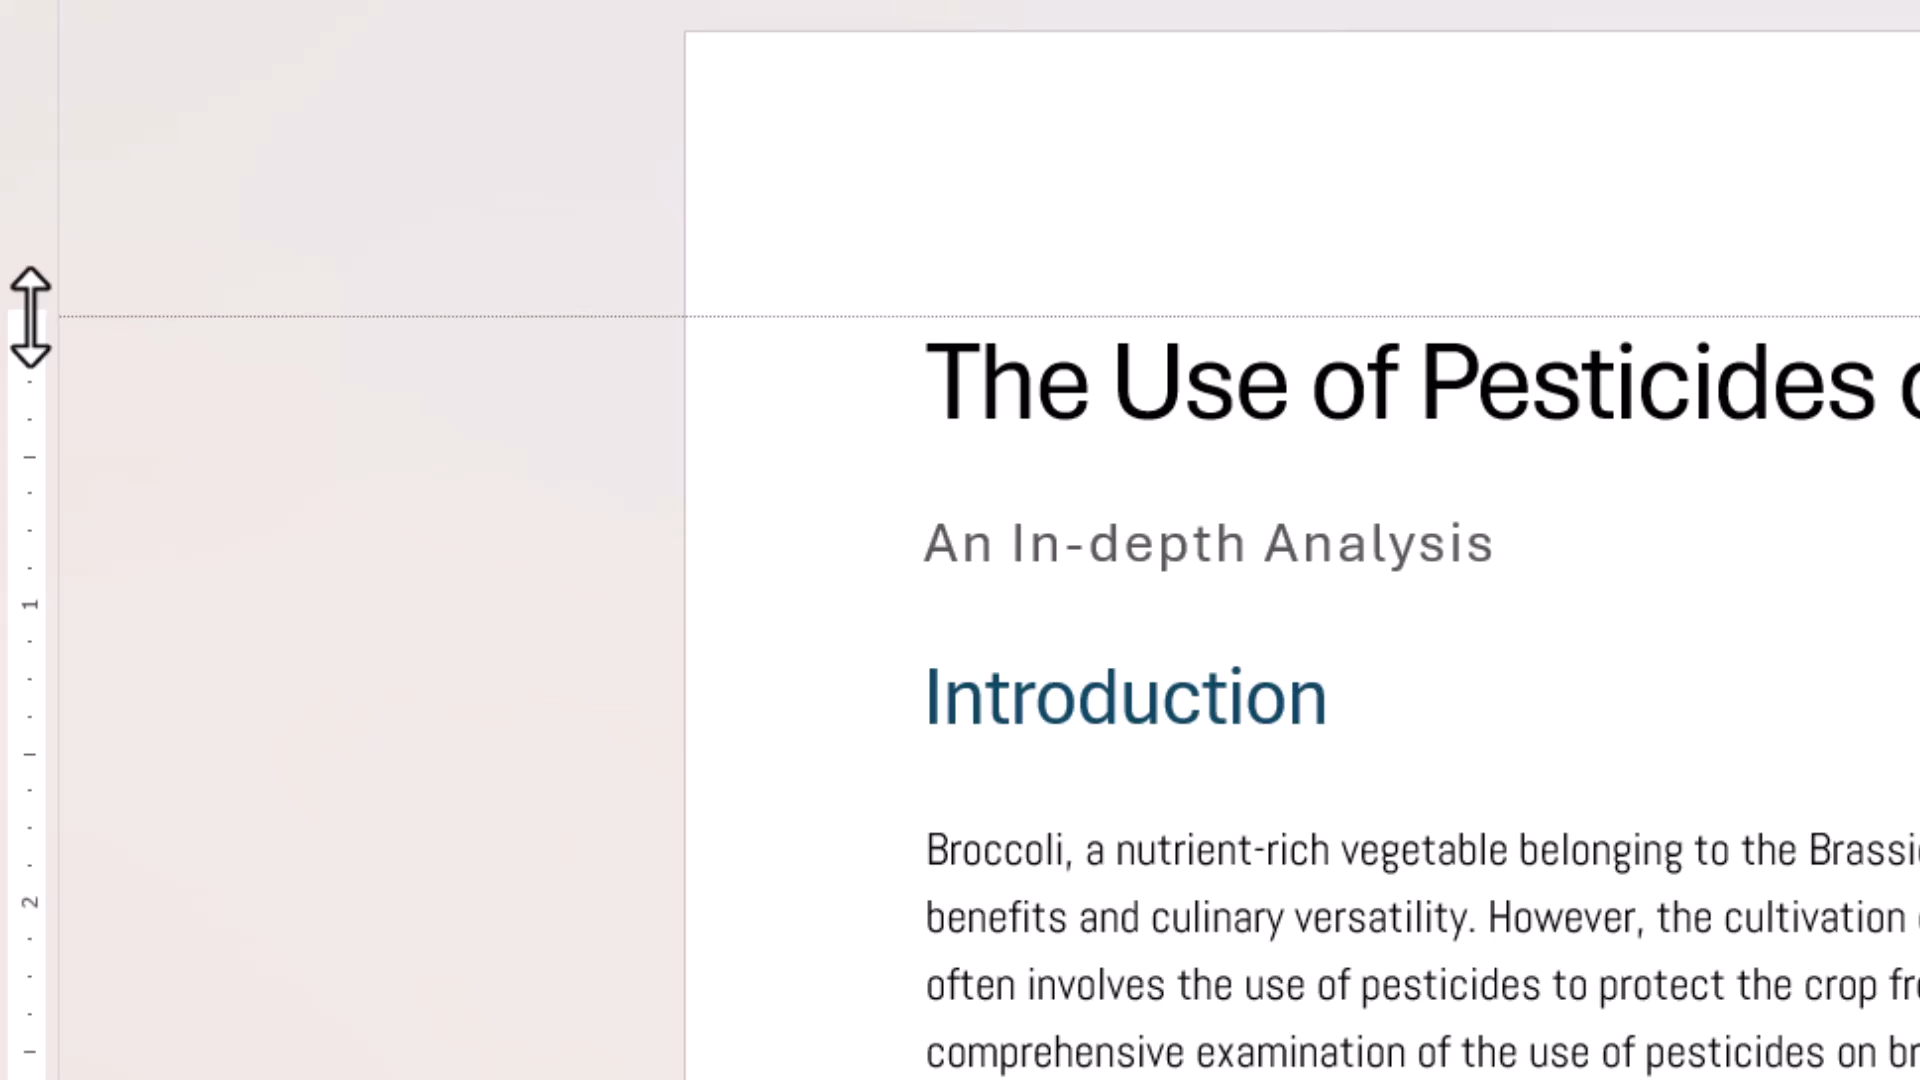 The Use of Pesticides
An In-depth Analysis
Introduction
1
Broccoli, a nutrient-rich vegetable belonging to the
benefits and culinary versatility. However, the cultivation
2
often involves the use of pesticides to protect the crop
comprehensive examination of the use of pesticides on